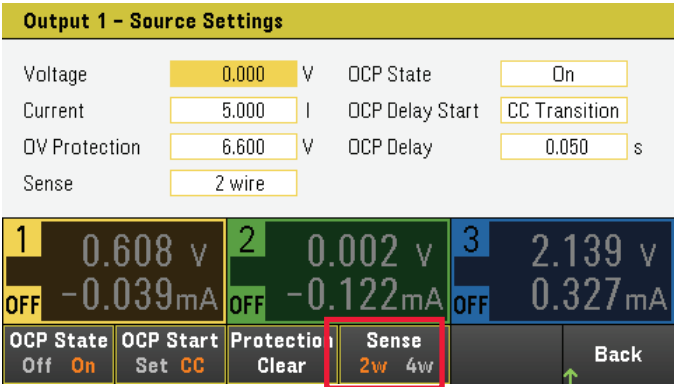 Output 1 – Source Settings
Voltage 0.000 V OCP State On
Current 5.000 I OCP Delay Start CC Transition
OV Protection 6.600 V OCP Delay 0.050 s
Sense 2 wire
1 0.608 V 2 0.002 V 3 2.139 V
OFF -0.039mA OFF -0.122mA OFF 0.327mA
OCP State OCP Start Protection Sense
Off On Set CC Clear 2w 4w Back